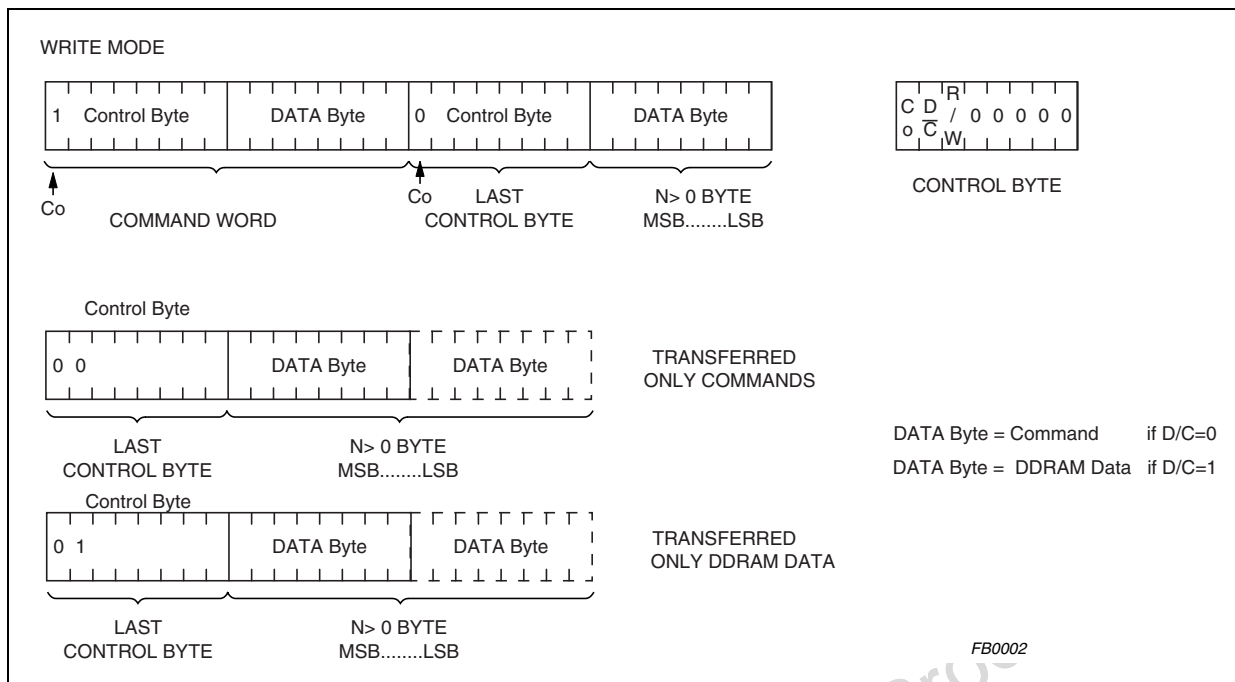 WRITE MODE
1 Control Byte DATA Byte 0 Control Byte DATA Byte
C D R
o C / 0 0 0 0 0
W
CONTROL BYTE
Co COMMAND WORD
Co LAST
CONTROL BYTE
N> 0 BYTE
MSB........LSB
Control Byte
0 0 DATA Byte DATA Byte
TRANSFERRED
ONLY COMMANDS
LAST
CONTROL BYTE
N> 0 BYTE
MSB........LSB
DATA Byte = Command if D/C=0
DATA Byte = DDRAM Data if D/C=1
Control Byte
0 1 DATA Byte DATA Byte
TRANSFERRED
ONLY DDRAM DATA
LAST
CONTROL BYTE
N> 0 BYTE
MSB........LSB
FB0002